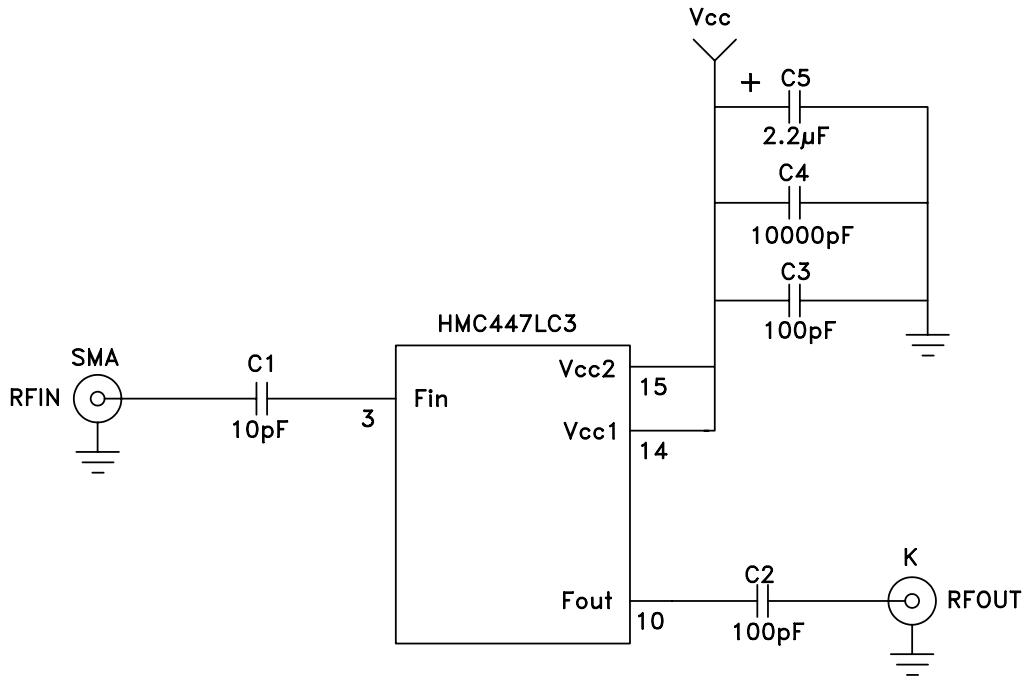 Vcc
+ C5
2.2µF
C4
10000pF
C3
100pF
HMC447LC3
SMA
RFIN
C1
10pF
3
Fin
Vcc2
15
Vcc1
14
Fout
10
C2
100pF
K
RFOUT